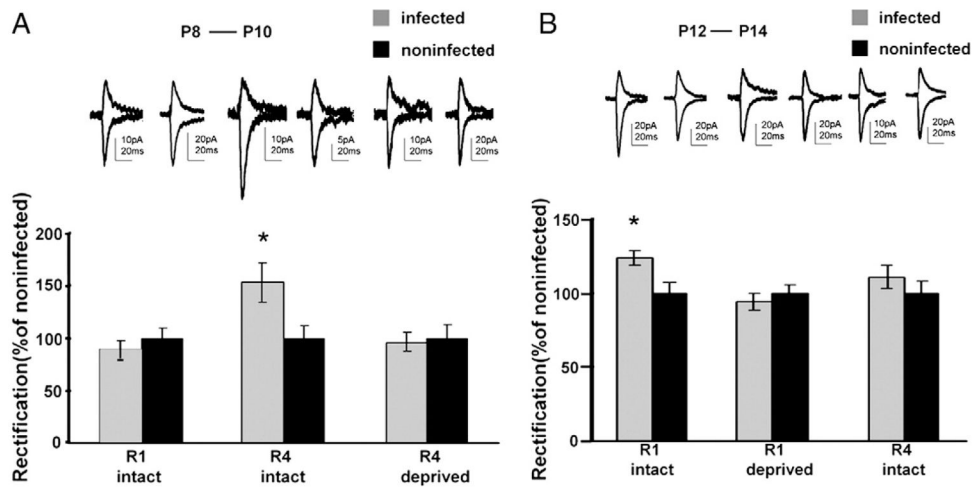 A
P8 — P10
infected
noninfected
10pA
20ms
20pA
20ms
10pA
20ms
5pA
20ms
10pA
20ms
20pA
20ms
Rectification(%of noninfected)
200
150
100
50
0
*
R1
intact
R4
intact
R4
deprived
B
P12 — P14
infected
noninfected
20pA
20ms
20pA
20ms
20pA
20ms
20pA
20ms
10pA
20ms
20pA
20ms
Rectification(%of noninfected)
150
100
50
0
*
R1
intact
R1
deprived
R4
intact